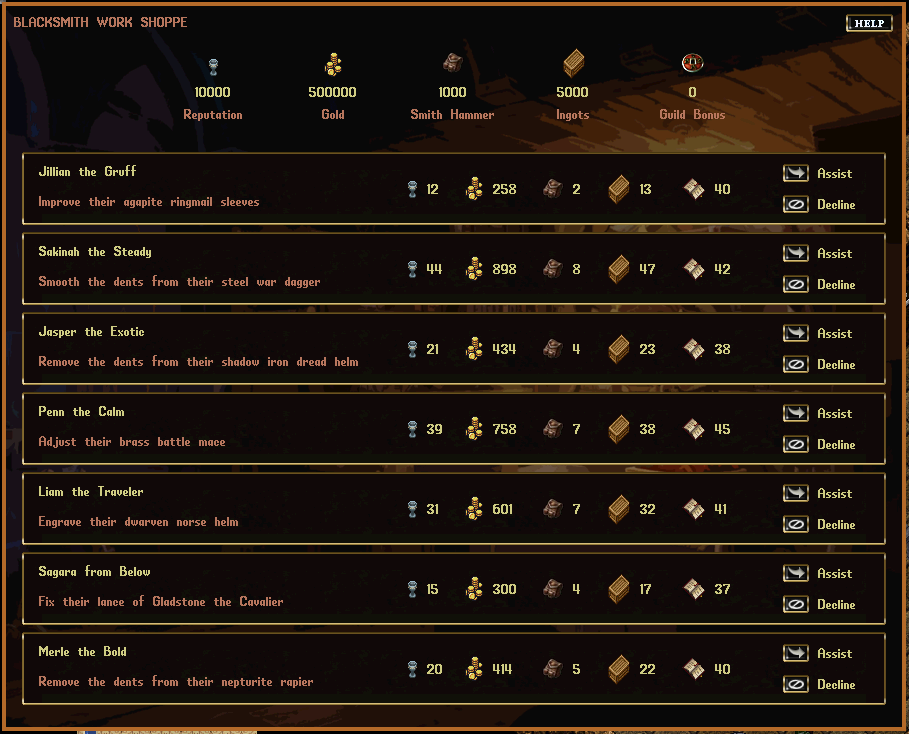 BLACKSMITH WORK SHOPPE
HELP
10000 500000 1000 5000 0
Reputation Gold Smith Hammer Ingots Guild Bonus
Jillian the Gruff
Improve their agapite ringmail sleeves
12 258 2 13 40
Assist
Decline
Sakinah the Steady
Smooth the dents from their steel war dagger
44 898 8 47 42
Assist
Decline
Jasper the Exotic
Remove the dents from their shadow iron dread helm
21 434 4 23 38
Assist
Decline
Penn the Calm
Adjust their brass battle mace
39 758 7 38 45
Assist
Decline
Liam the Traveler
Engrave their dwarven norse helm
31 601 7 32 41
Assist
Decline
Sagara from Below
Fix their lance of Gladstone the Cavalier
15 300 4 17 37
Assist
Decline
Merle the Bold
Remove the dents from their nepturite rapier
20 414 5 22 40
Assist
Decline